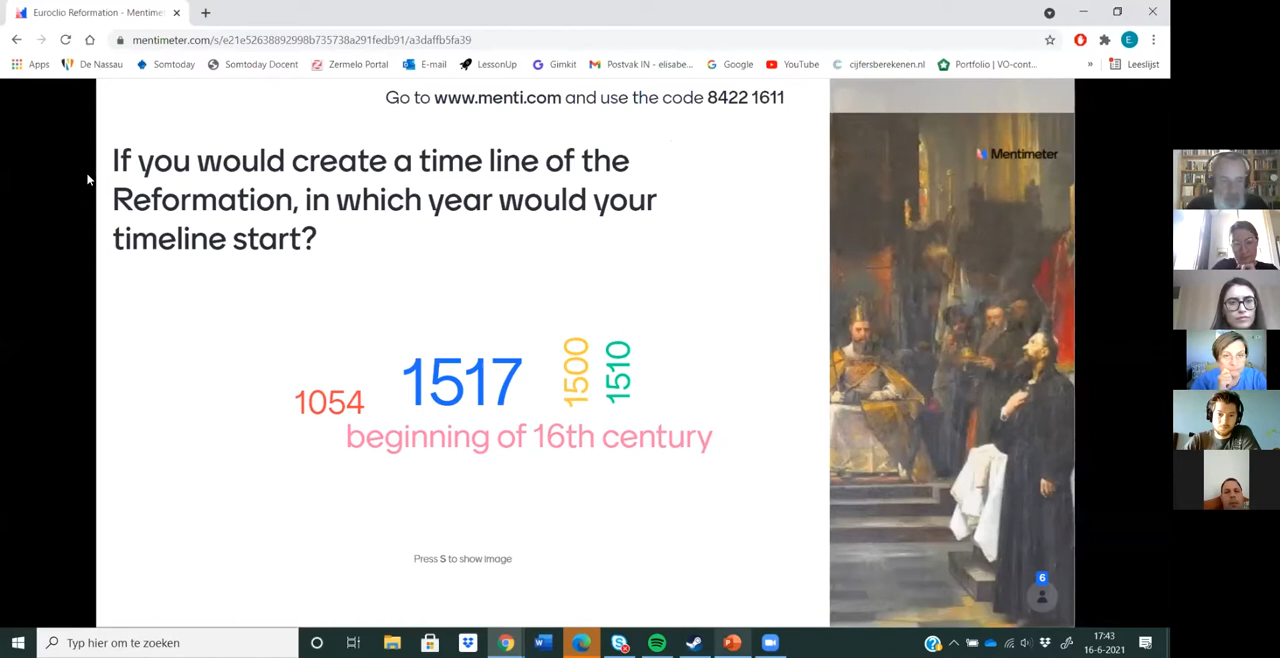 Euroclio Reformation - Mentime
mentimeter.com/s/e21e52638892998b735738a291fedb91/a3daffb5fa39
E
Apps De Nassau Somtoday Somtoday Docent Zermelo Portal E-mail LessonUp Gimkit Postvak IN - elisabe... Google YouTube cijfersberekenen.nl Portfolio | VO-cont... » Leeslijst
Go to www.menti.com and use the code 8422 1611
Mentimeter
If you would create a time line of the
Reformation, in which year would your
timeline start?
1054
1517
1500
1510
beginning of 16th century
Press S to show image
6
Typ hier om te zoeken
17:43
16-6-2021